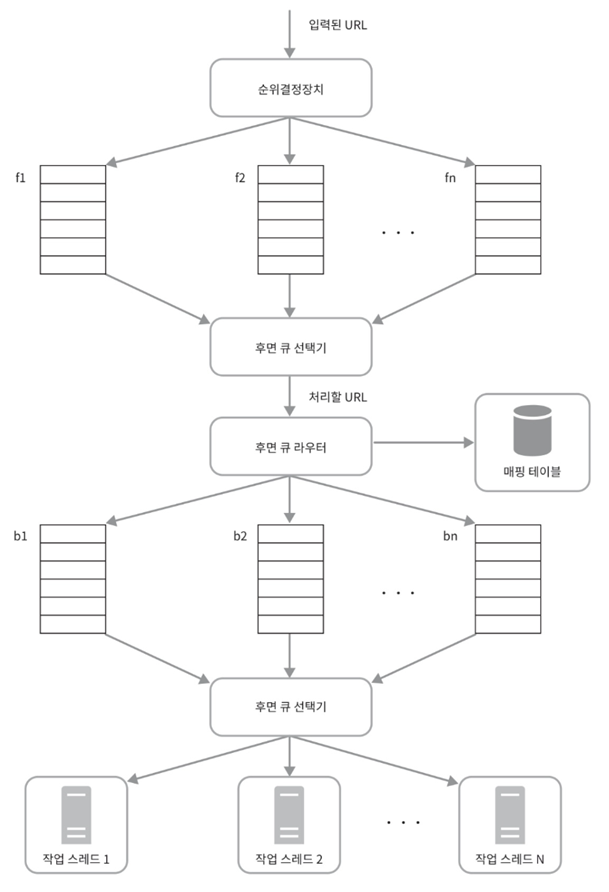 입력된 URL
순위결정장치
f1
f2
fn
. . .
후면 큐 선택기
처리할 URL
후면 큐 라우터
매핑 테이블
b1
b2
bn
. . .
후면 큐 선택기
. . .
작업 스레드 1
작업 스레드 2
작업 스레드 N